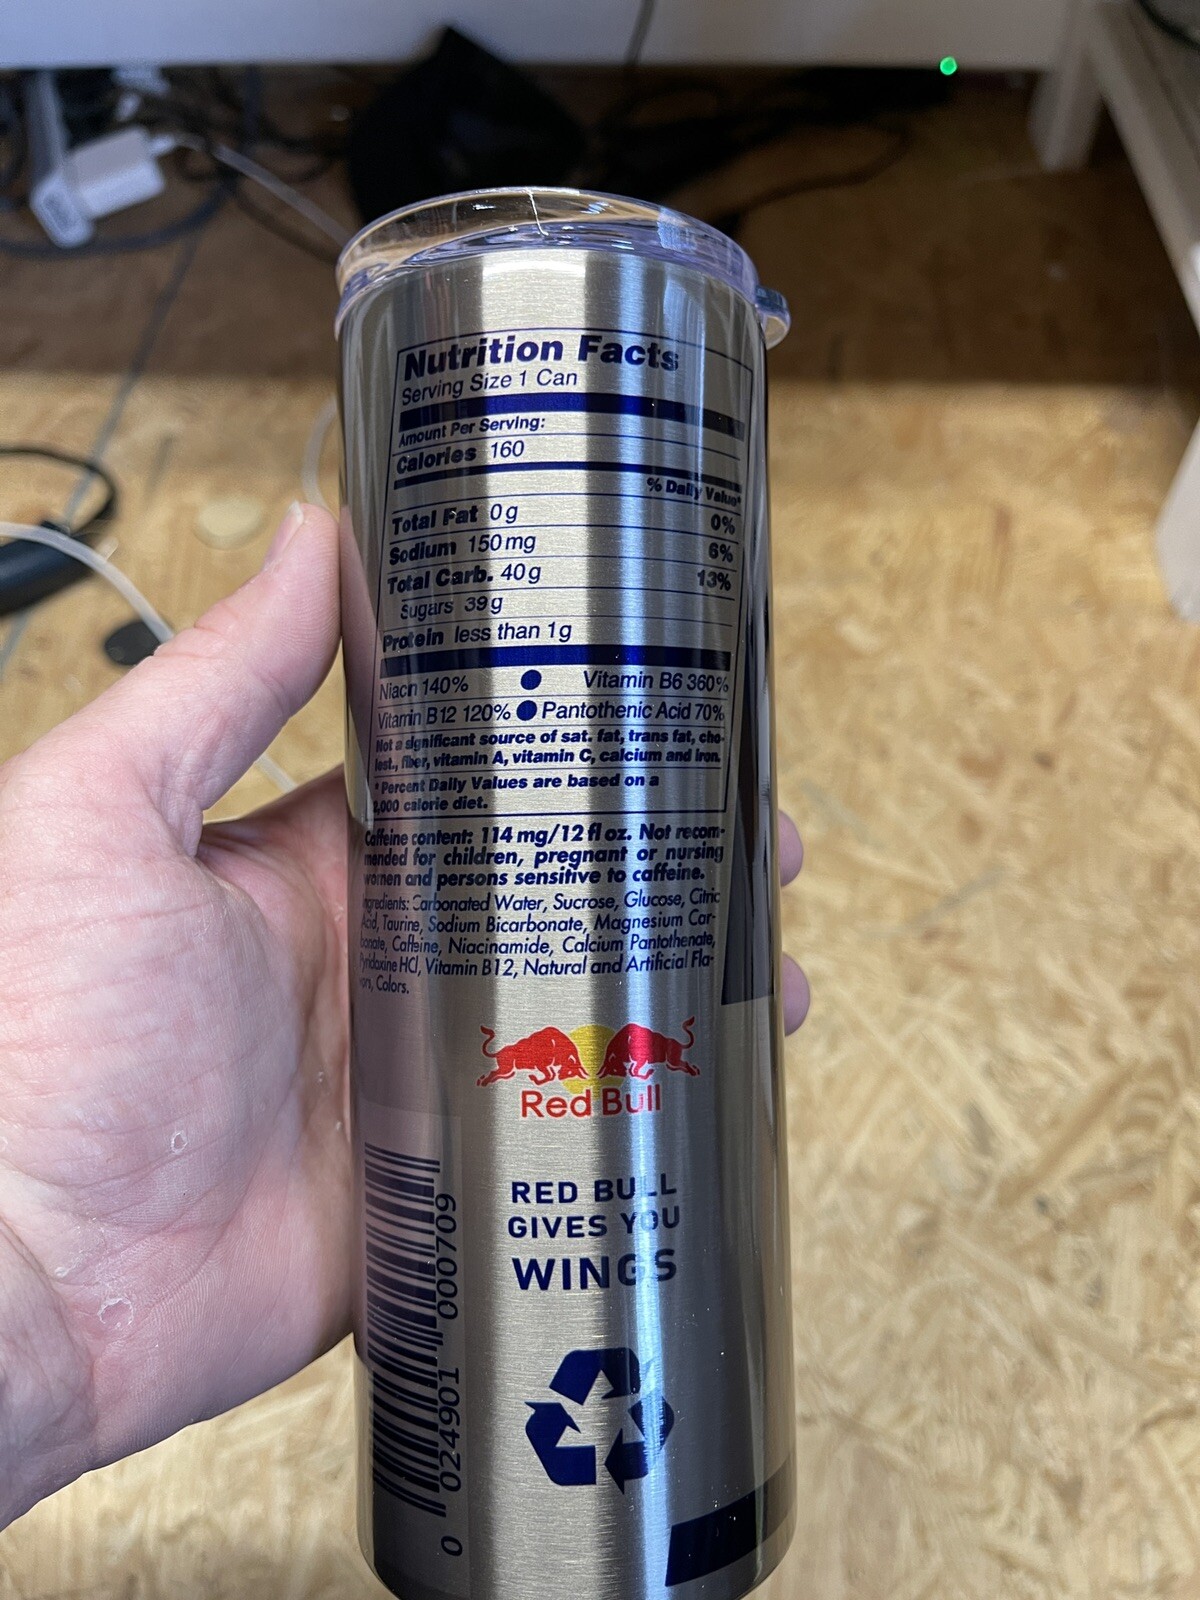 Nutrition Facts
Serving Size 1 Can
Amount Per Serving:
Calories 160
% Daily Value*
Total Fat 0g 0%
Sodium 150mg 6%
Total Carb. 40g 13%
Sugars 39g
Protein less than 1g
Niacin 140% ● Vitamin B6 360%
Vitamin B12 120% ● Pantothenic Acid 70%
Not a significant source of sat. fat, trans fat, cho-
lest., fiber, vitamin A, vitamin C, calcium and iron.
*Percent Daily Values are based on a
2,000 calorie diet.
Caffeine content: 114 mg/12 fl oz. Not recom-
mended for children, pregnant or nursing
women and persons sensitive to caffeine.
Ingredients: Carbonated Water, Sucrose, Glucose, Citric
Acid, Taurine, Sodium Bicarbonate, Magnesium Car-
bonate, Caffeine, Niacinamide, Calcium Pantothenate,
Pyridoxine HCl, Vitamin B12, Natural and Artificial Fla-
vors, Colors.
Red Bull
RED BULL
GIVES YOU
WINGS
0 024901 000709